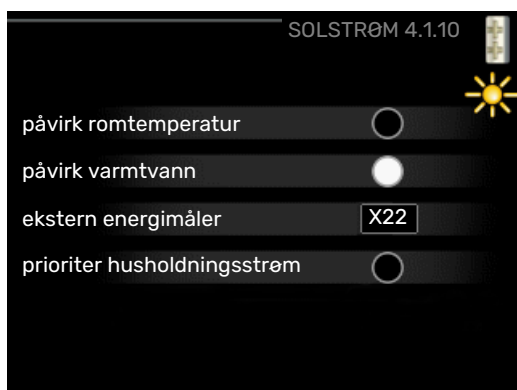 SOLSTRØM 4.1.10
påvirk romtemperatur
påvirk varmtvann
ekstern energimåler X22
prioriter husholdningsstrøm